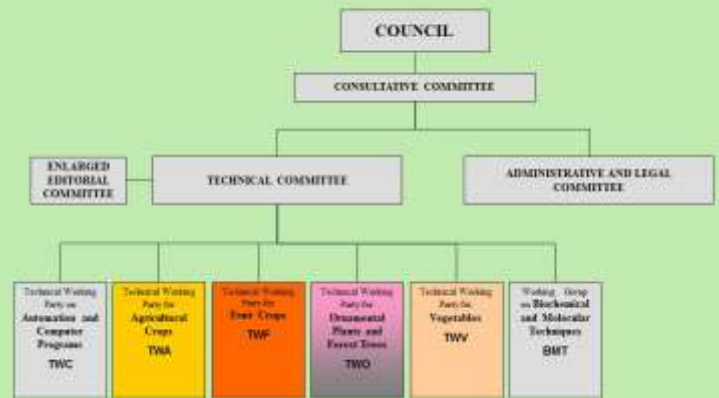 COUNCIL
CONSULTATIVE COMMITTEE
ENLARGED
EDITORIAL
COMMITTEE
TECHNICAL COMMITTEE
ADMINISTRATIVE AND LEGAL
COMMITTEE
Technical Working
Party on
Automation and
Computer
Programs
TWC
Technical Working
Party for
Agricultural
Crops
TWA
Technical Working
Party for
Fruit Crops
TWF
Technical Working
Party for
Ornamental
Plants and
Forest Trees
TWO
Technical Working
Party for
Vegetables
TWV
Working Group
on Biochemical
and Molecular
Techniques
BMT